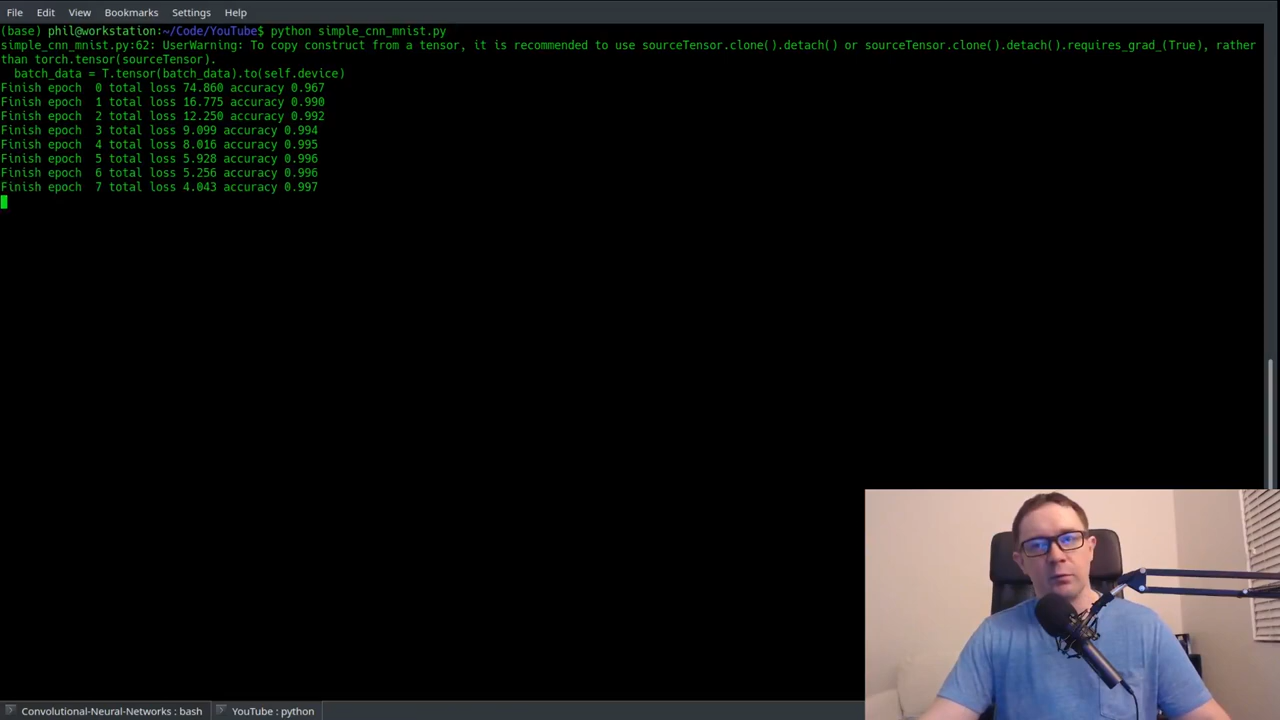 File Edit View Bookmarks Settings Help
(base) phil@workstation:~/Code/YouTube$ python simple_cnn_mnist.py
simple_cnn_mnist.py:62: UserWarning: To copy construct from a tensor, it is recommended to use sourceTensor.clone().detach() or sourceTensor.clone().detach().requires_grad_(True), rather
than torch.tensor(sourceTensor).
  batch_data = T.tensor(batch_data).to(self.device)
Finish epoch  0 total loss 74.860 accuracy 0.967
Finish epoch  1 total loss 16.775 accuracy 0.990
Finish epoch  2 total loss 12.250 accuracy 0.992
Finish epoch  3 total loss 9.099 accuracy 0.994
Finish epoch  4 total loss 8.016 accuracy 0.995
Finish epoch  5 total loss 5.928 accuracy 0.996
Finish epoch  6 total loss 5.256 accuracy 0.996
Finish epoch  7 total loss 4.043 accuracy 0.997
Convolutional-Neural-Networks : bash YouTube : python